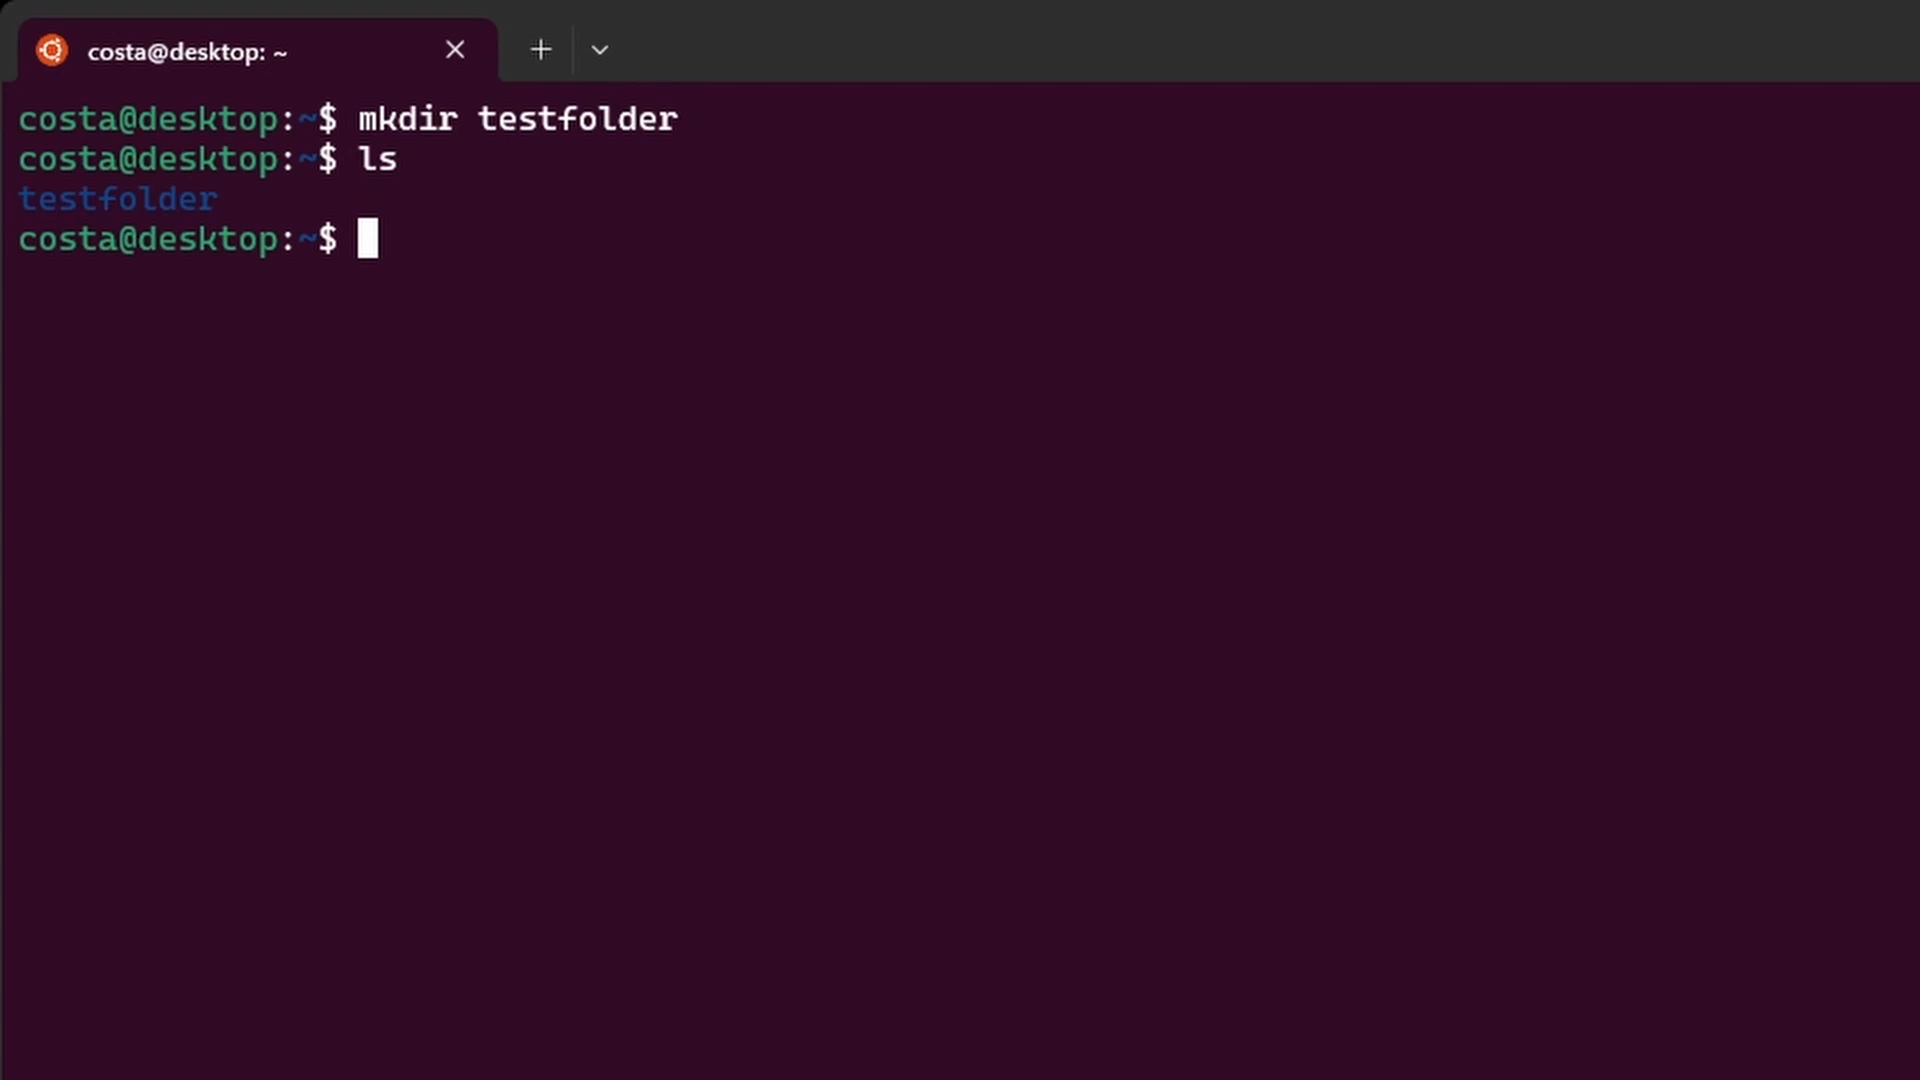 costa@desktop: ~
costa@desktop:~$ mkdir testfolder
costa@desktop:~$ ls
testfolder
costa@desktop:~$